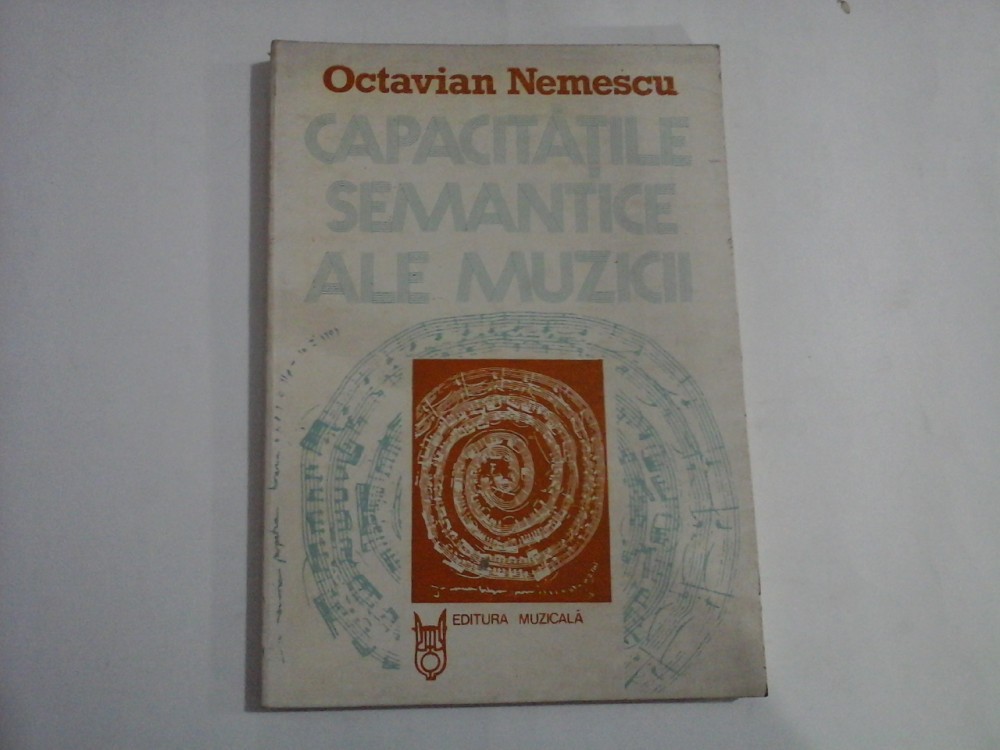 Octavian Nemescu
CAPACITĂȚILE
SEMANTICE
ALE MUZICII
EDITURA MUZICALĂ